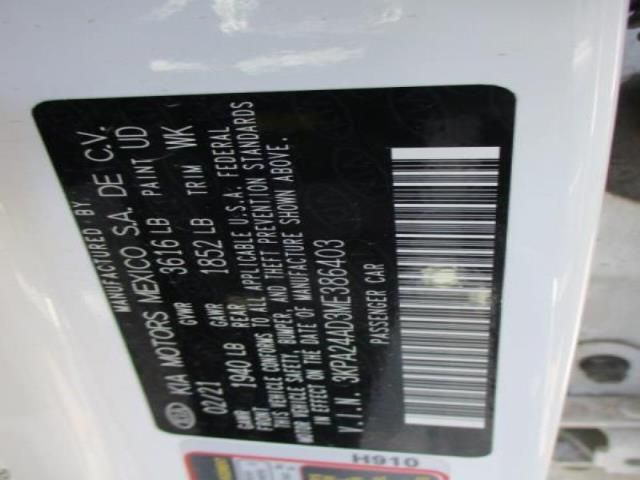 MANUFACTURED BY
KIA MOTORS MEXICO S.A. DE C.V.
02/21 GVWR 3616 LB PAINT UD
GAWR 1940 LB GAWR 1852 LB TRIM WK
FRONT REAR
THIS VEHICLE CONFORMS TO ALL APPLICABLE U.S.A. FEDERAL
MOTOR VEHICLE SAFETY, BUMPER, AND THEFT PREVENTION STANDARDS
IN EFFECT ON THE DATE OF MANUFACTURE SHOWN ABOVE.
V.I.N. 3KPA24AD3ME386403
PASSENGER CAR
H910